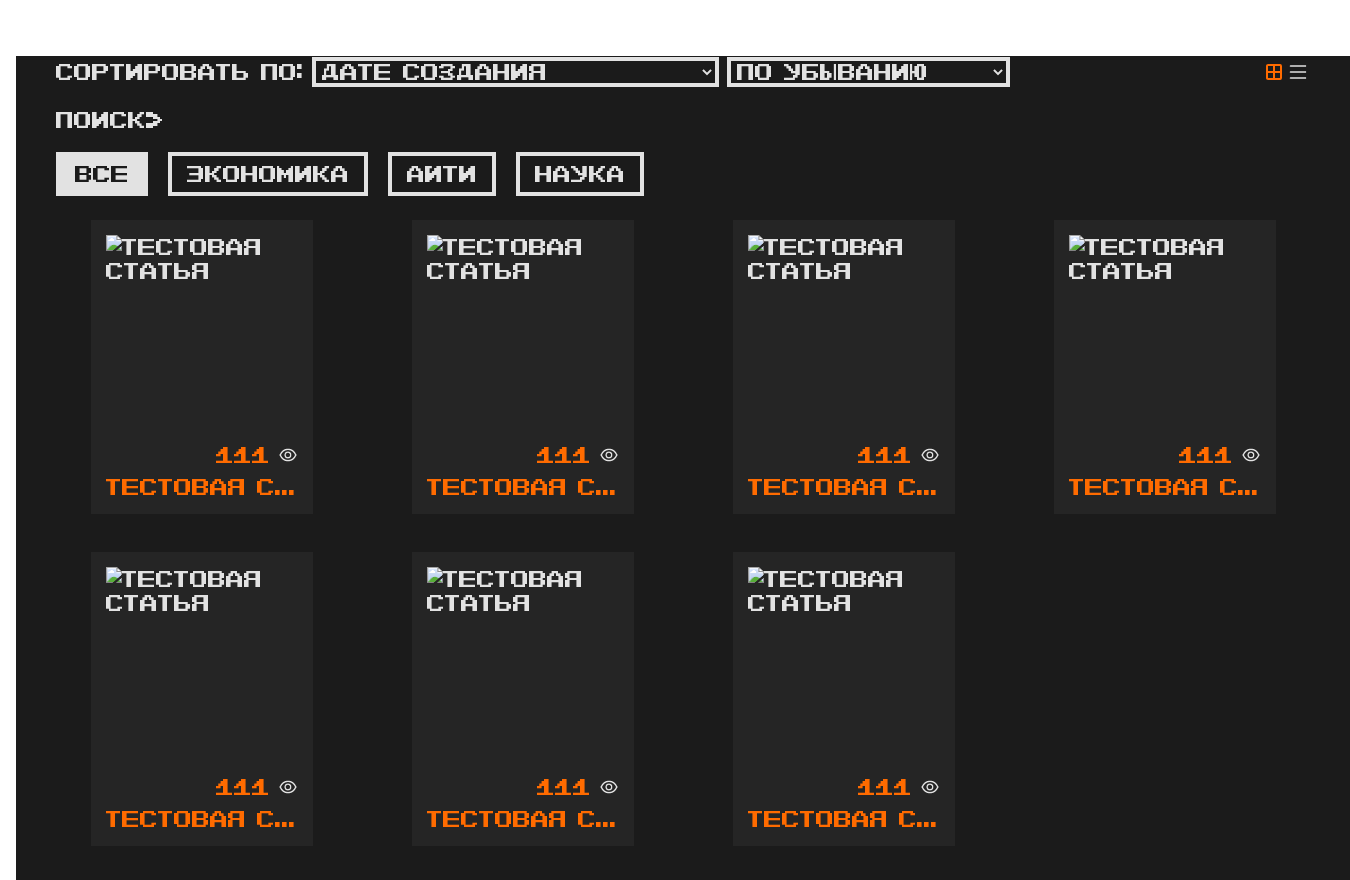 СОРТИРОВАТЬ ПО: ДАТЕ СОЗДАНИЯ ПО УБЫВАНИЮ
ПОИСК>
ВСЕ ЭКОНОМИКА АЙТИ НАУКА
ТЕСТОВАЯ ТЕСТОВАЯ ТЕСТОВАЯ ТЕСТОВАЯ
СТАТЬЯ СТАТЬЯ СТАТЬЯ СТАТЬЯ
111 111 111 111
ТЕСТОВАЯ С... ТЕСТОВАЯ С... ТЕСТОВАЯ С... ТЕСТОВАЯ С...
ТЕСТОВАЯ ТЕСТОВАЯ ТЕСТОВАЯ
СТАТЬЯ СТАТЬЯ СТАТЬЯ
111 111 111
ТЕСТОВАЯ С... ТЕСТОВАЯ С... ТЕСТОВАЯ С...